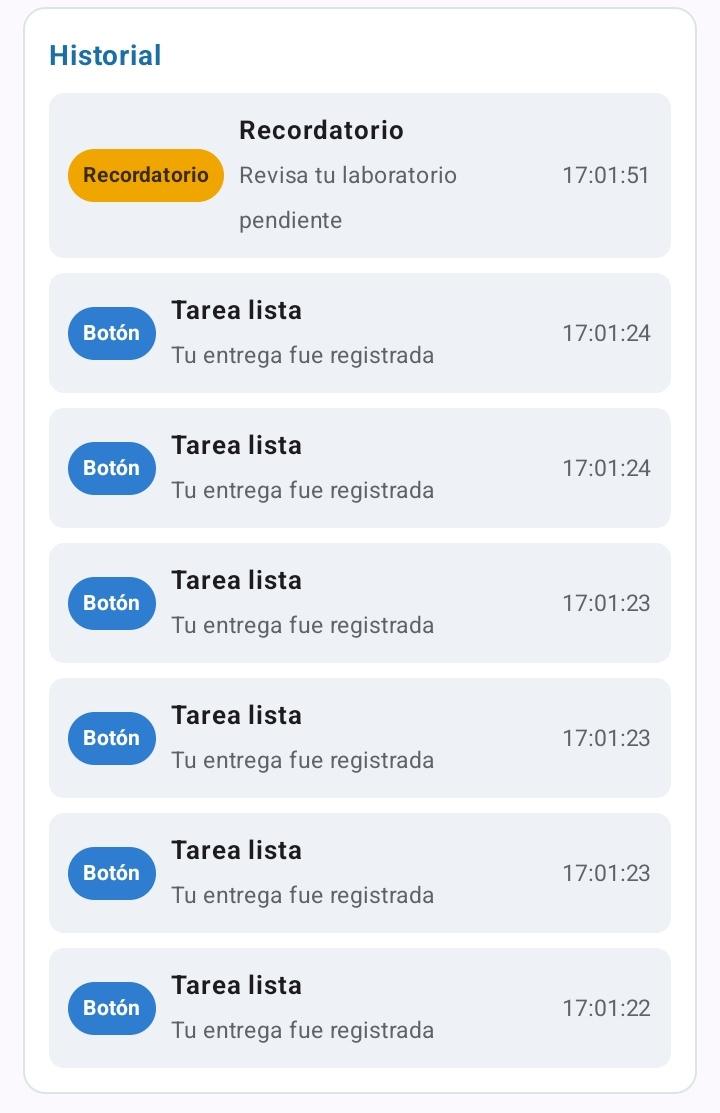 Historial
Recordatorio
Recordatorio
Revisa tu laboratorio
pendiente
17:01:51
Botón
Tarea lista
Tu entrega fue registrada
17:01:24
Botón
Tarea lista
Tu entrega fue registrada
17:01:24
Botón
Tarea lista
Tu entrega fue registrada
17:01:23
Botón
Tarea lista
Tu entrega fue registrada
17:01:23
Botón
Tarea lista
Tu entrega fue registrada
17:01:23
Botón
Tarea lista
Tu entrega fue registrada
17:01:22